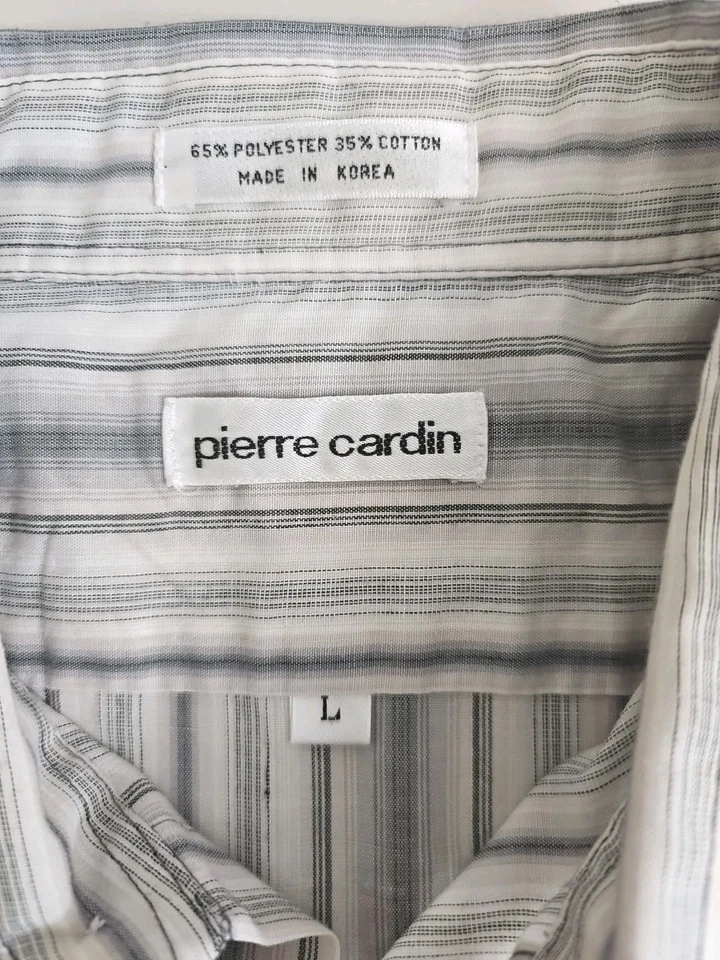 65% POLYESTER 35% COTTON
MADE IN KOREA
pierre cardin
L